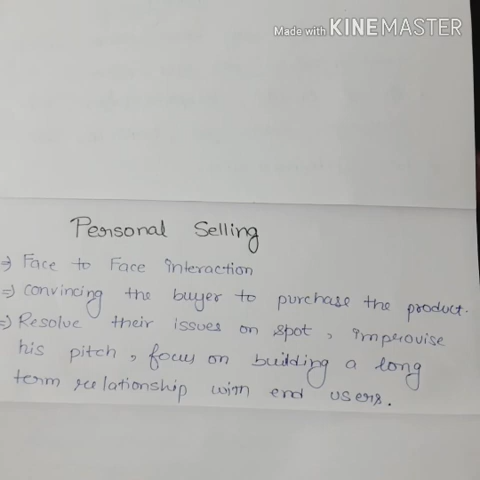 Made with KINEMASTER
Personal Selling
⇒ Face to Face interaction
⇒ convincing the buyer to purchase the product.
⇒ Resolve their issues on spot, improvise
his pitch, focus on building a long
term relationship with end users.